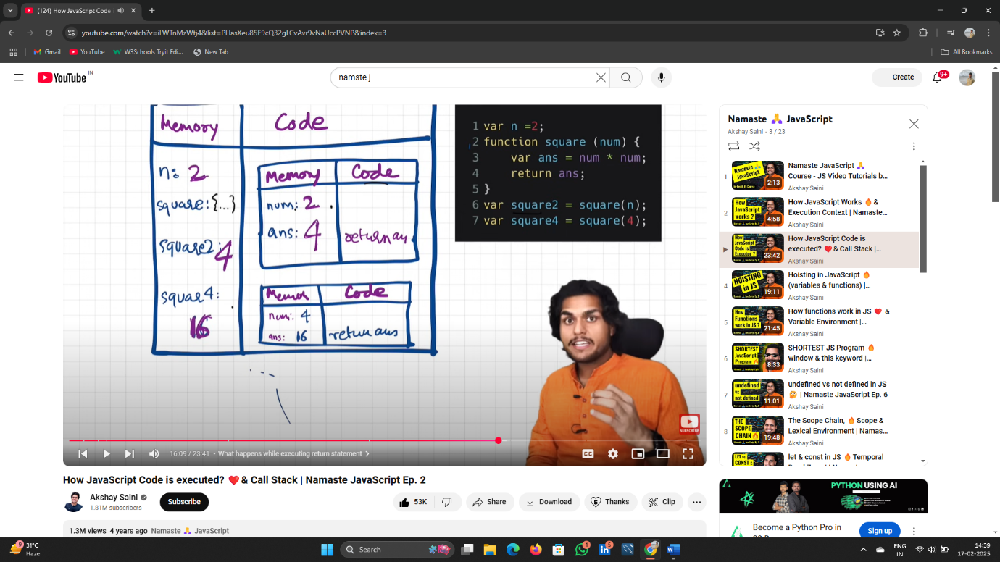 (124) How JavaScript Code
youtube.com/watch?v=iLWTnMzWtj4&list=PLlasXeu85E9cQ32gLCvAvr9vNaUccPVNP&index=3
Gmail
YouTube
W3Schools Tryit Edi...
New Tab
All Bookmarks
YouTube IN
namste j
Create
9+
Memory Code
n: 2
square: {...}
square2: 4
squar4:
16
Memory Code
num: 2
ans: 4
Code
num: 4
ans: 16
return ans
1 var n =2;
2 function square (num) {
3 var ans = num * num;
4 return ans;
5 }
6 var square2 = square(n);
7 var square4 = square(4);
SUBSCRIBE
16:09 / 23:41 • What happens while executing return statement
CC
How JavaScript Code is executed? ❤️& Call Stack | Namaste JavaScript Ep. 2
Akshay Saini
1.81M subscribers
Subscribe
53K
Share
Download
Thanks
Clip
1.3M views 4 years ago Namaste 🙏 JavaScript
Namaste 🙏 JavaScript
Akshay Saini - 3 / 23
1
Namaste JavaScript
2:13
Namaste JavaScript 🙏
Course - JS Video Tutorials b...
Akshay Saini
2
How JavaScript works ?
4:58
How JavaScript Works 🔥 &
Execution Context | Namaste...
Akshay Saini
How JavaScript Code is Executed ?
23:42
How JavaScript Code is
executed? ❤️& Call Stack |...
Akshay Saini
4
HOISTING in JS
19:11
Hoisting in JavaScript 🔥
(variables & functions) |...
Akshay Saini
5
How Functions work in JS ?
21:45
How functions work in JS ❤️ &
Variable Environment |...
Akshay Saini
6
SHORTEST JavaScript Program
8:33
SHORTEST JS Program 🔥
window & this keyword |...
Akshay Saini
7
undefined vs not defined
11:01
undefined vs not defined in JS
🤔 | Namaste JavaScript Ep. 6
Akshay Saini
8
THE SCOPE CHAIN
19:48
The Scope Chain, 🔥Scope &
Lexical Environment | Namas...
Akshay Saini
LET vs CONST &
let & const in JS 🔥Temporal
PYTHON USING AI
Become a Python Pro in
Sign up
9
31°C
Haze
Search
1
5
ENG
IN
14:39
17-02-2025